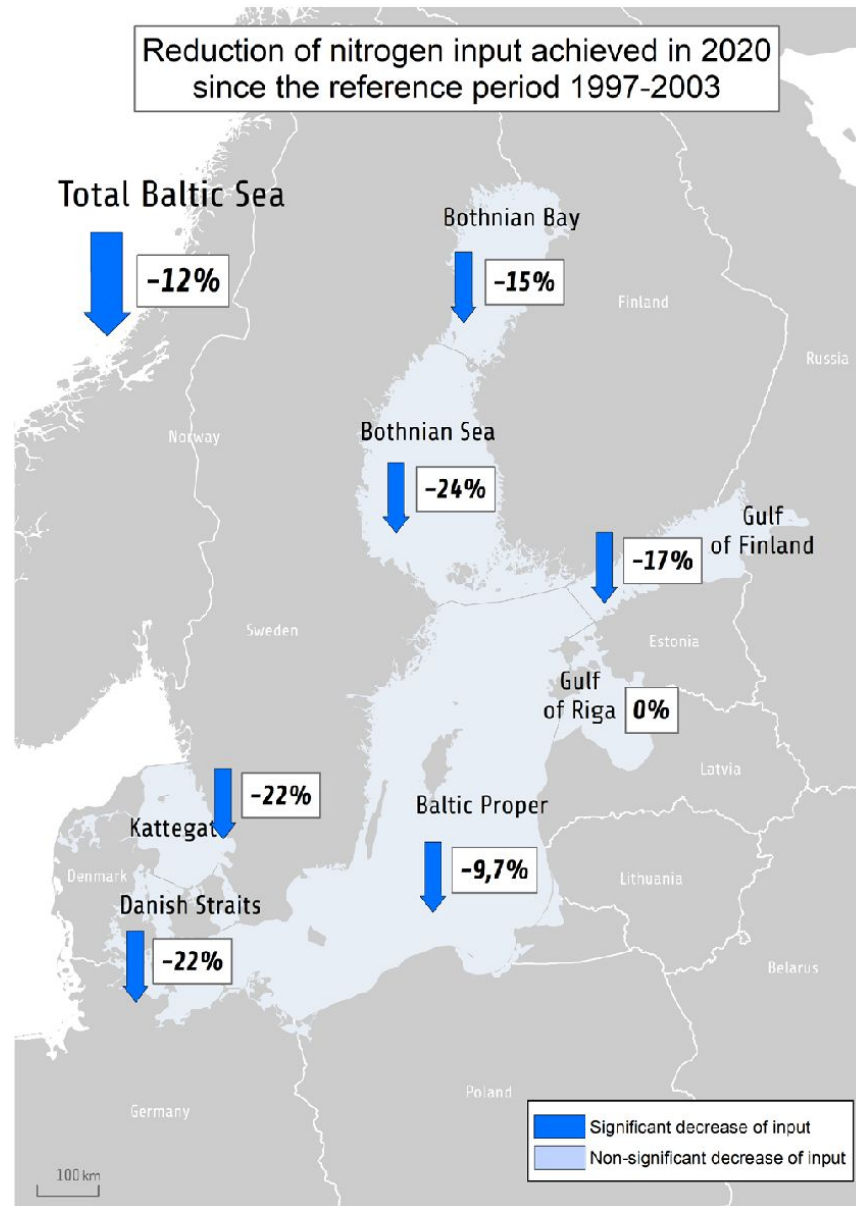 Reduction of nitrogen input achieved in 2020
since the reference period 1997-2003
Total Baltic Sea
-12%
Bothnian Bay
-15%
Finland
Russia
Norway
Bothnian Sea
-24%
Gulf
of Finland
-17%
Sweden
Estonia
Gulf
of Riga
0%
Latvia
-22%
Kattegat
Baltic Proper
-9,7%
Denmark
Lithuania
Danish Straits
-22%
Belarus
Poland
Germany
Significant decrease of input
Non-significant decrease of input
100 km